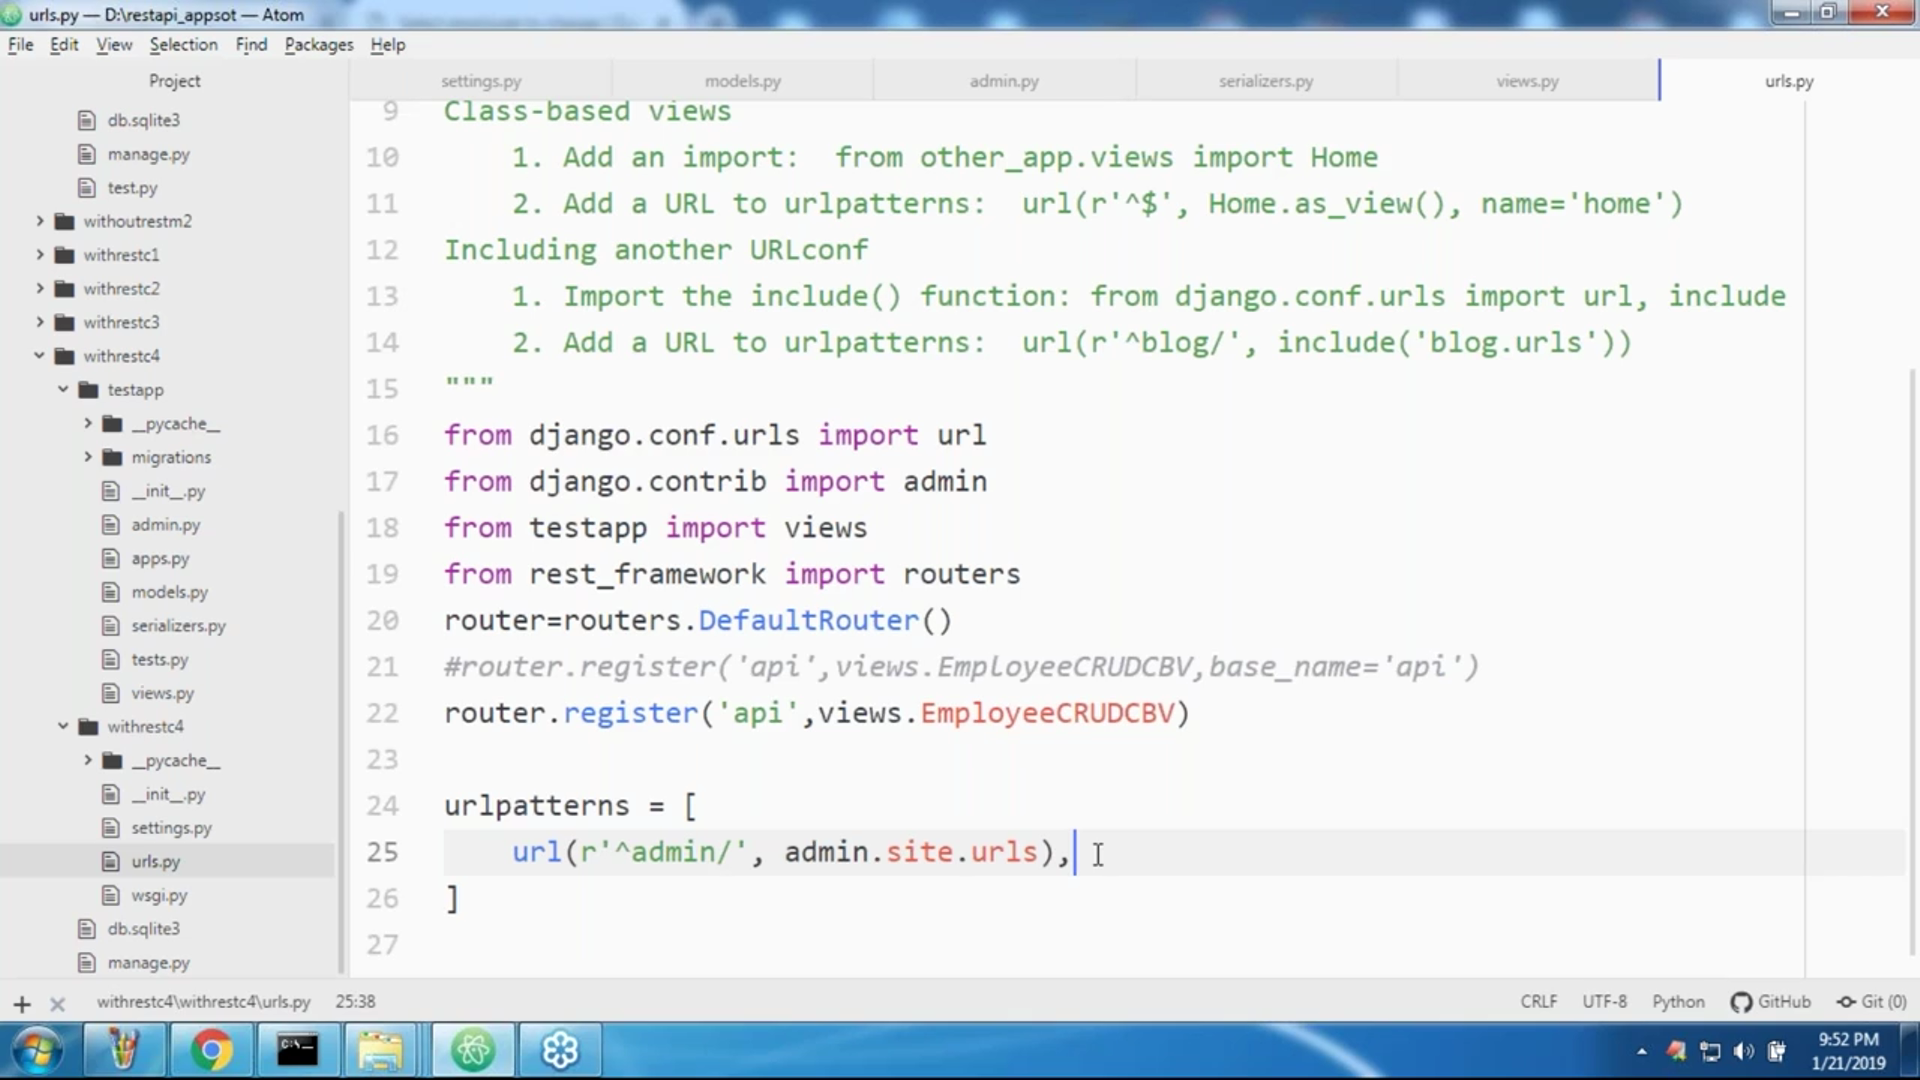 urls.py — D:\restapi_appsot — Atom
File Edit View Selection Find Packages Help
Project
db.sqlite3
manage.py
test.py
withoutrestm2
withrestc1
withrestc2
withrestc3
withrestc4
testapp
__pycache__
migrations
__init__.py
admin.py
apps.py
models.py
serializers.py
tests.py
views.py
withrestc4
__pycache__
__init__.py
settings.py
urls.py
wsgi.py
db.sqlite3
manage.py
settings.py models.py admin.py serializers.py views.py urls.py
9 Class-based views
10     1. Add an import:  from other_app.views import Home
11     2. Add a URL to urlpatterns:  url(r'^$', Home.as_view(), name='home')
12 Including another URLconf
13     1. Import the include() function: from django.conf.urls import url, include
14     2. Add a URL to urlpatterns:  url(r'^blog/', include('blog.urls'))
15 """
16 from django.conf.urls import url
17 from django.contrib import admin
18 from testapp import views
19 from rest_framework import routers
20 router=routers.DefaultRouter()
21 #router.register('api',views.EmployeeCRUDCBV,base_name='api')
22 router.register('api',views.EmployeeCRUDCBV)
23
24 urlpatterns = [
25     url(r'^admin/', admin.site.urls),
26 ]
27
withrestc4\withrestc4\urls.py 25:38 CRLF UTF-8 Python GitHub Git (0)
C:\_
9:52 PM
1/21/2019